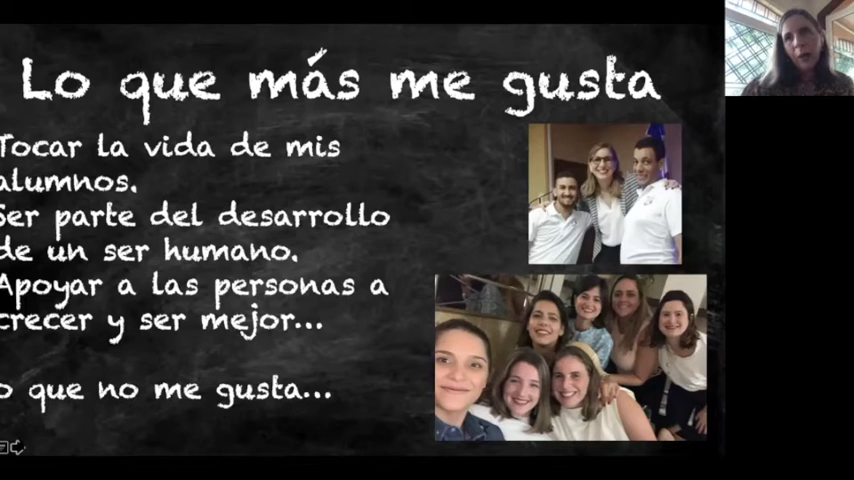 Lo que más me gusta
Tocar la vida de mis
alumnos.
Ser parte del desarrollo
de un ser humano.
Apoyar a las personas a
crecer y ser mejor...
o que no me gusta...